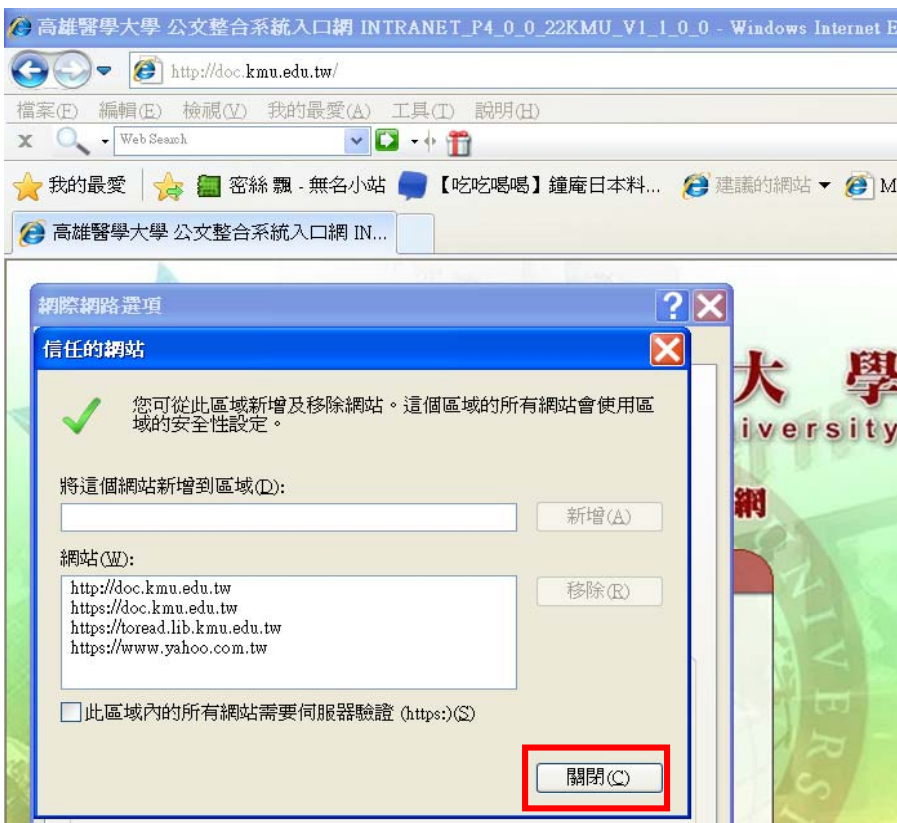 高雄醫學大學 公文整合系統入口網 INTRANET_P4_0_0_22KMU_V1_1_0_0 - Windows Internet E
http://doc.kmu.edu.tw/
檔案(F) 編輯(E) 檢視(V) 我的最愛(A) 工具(T) 說明(H)
X Web Search
我的最愛 密絲 飄 - 無名小站 【吃吃喝喝】鐘庵日本料... 建議的網站 M
高雄醫學大學 公文整合系統入口網 IN...
網際網路選項
信任的網站
大 學
iversity
您可從此區域新增及移除網站。這個區域的所有網站會使用區
域的安全性設定。
將這個網站新增到區域(D):
新增(A)
網
網站(W):
http://doc.kmu.edu.tw
https://doc.kmu.edu.tw
https://toread.lib.kmu.edu.tw
https://www.yahoo.com.tw
移除(R)
此區域內的所有網站需要伺服器驗證 (https:)(S)
關閉(C)